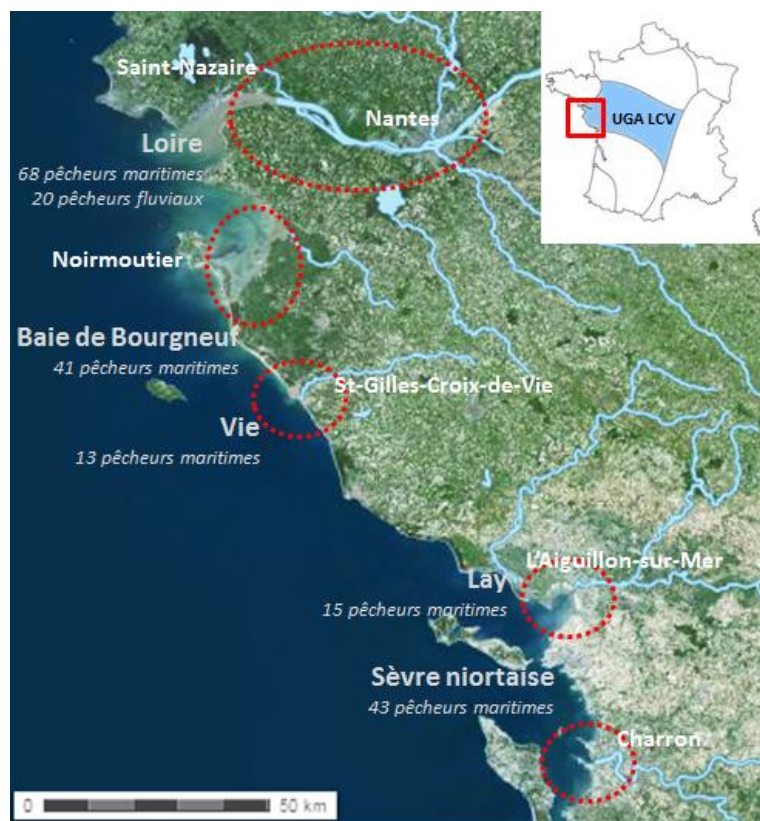 Saint-Nazaire
Nantes
UGA LCV
Loire
68 pêcheurs maritimes
20 pêcheurs fluviaux
Noirmoutier
Baie de Bourgneuf
41 pêcheurs maritimes
St-Gilles-Croix-de-Vie
Vie
13 pêcheurs maritimes
L'Aiguillon-sur-Mer
Lay
15 pêcheurs maritimes
Sèvre niortaise
43 pêcheurs maritimes
Charron
0 50 km